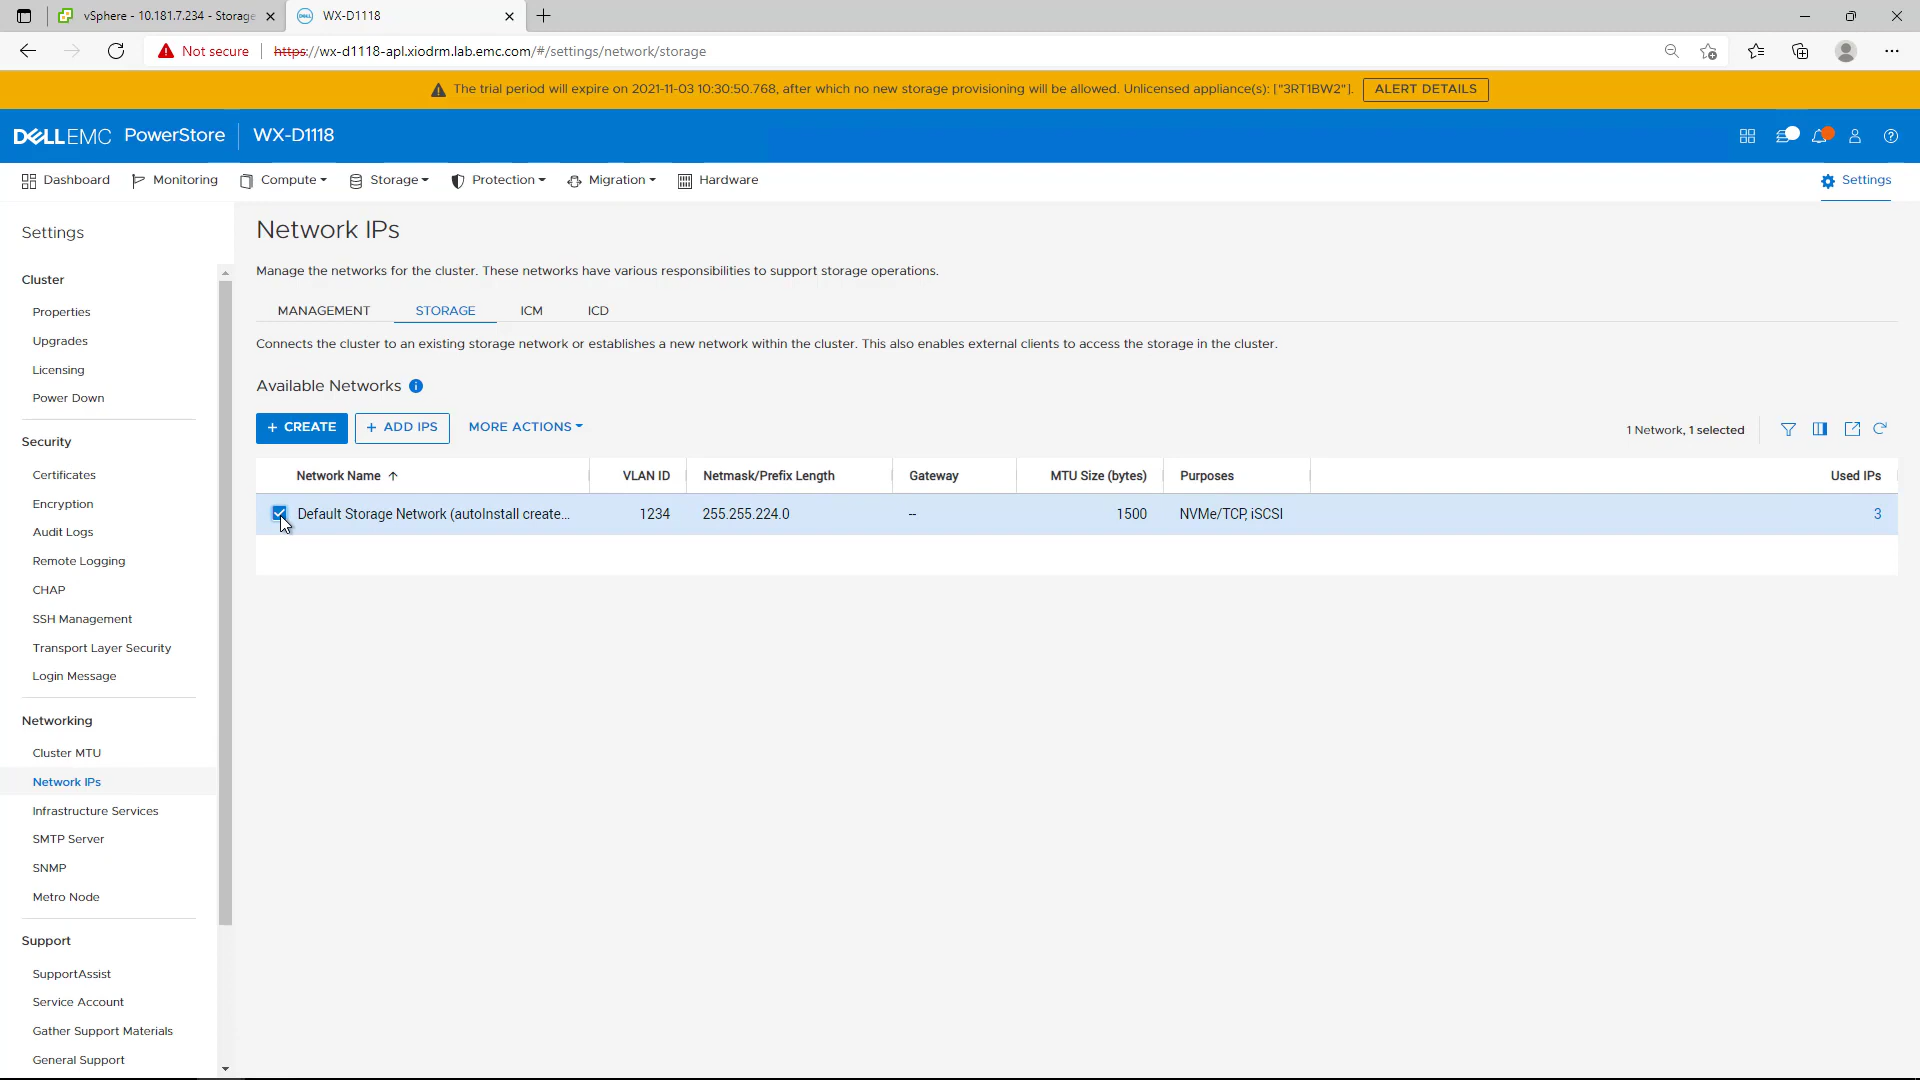 vSphere - 10.181.7.234 - Storage
WX-D1118
Not secure
https://wx-d1118-apl.xiodrm.lab.emc.com/#/settings/network/storage
The trial period will expire on 2021-11-03 10:30:50.768, after which no new storage provisioning will be allowed. Unlicensed appliance(s): ["3RT1BW2"].
ALERT DETAILS
DELLEMC PowerStore WX-D1118
Dashboard
Monitoring
Compute
Storage
Protection
Migration
Hardware
Settings
Settings
Cluster
Properties
Upgrades
Licensing
Power Down
Security
Certificates
Encryption
Audit Logs
Remote Logging
CHAP
SSH Management
Transport Layer Security
Login Message
Networking
Cluster MTU
Network IPs
Infrastructure Services
SMTP Server
SNMP
Metro Node
Support
SupportAssist
Service Account
Gather Support Materials
General Support
Network IPs
Manage the networks for the cluster. These networks have various responsibilities to support storage operations.
MANAGEMENT
STORAGE
ICM
ICD
Connects the cluster to an existing storage network or establishes a new network within the cluster. This also enables external clients to access the storage in the cluster.
Available Networks
+ CREATE
+ ADD IPS
MORE ACTIONS
1 Network, 1 selected
Network Name
VLAN ID
Netmask/Prefix Length
Gateway
MTU Size (bytes)
Purposes
Used IPs
Default Storage Network (autoInstall create...
1234
255.255.224.0
--
1500
NVMe/TCP, iSCSI
3